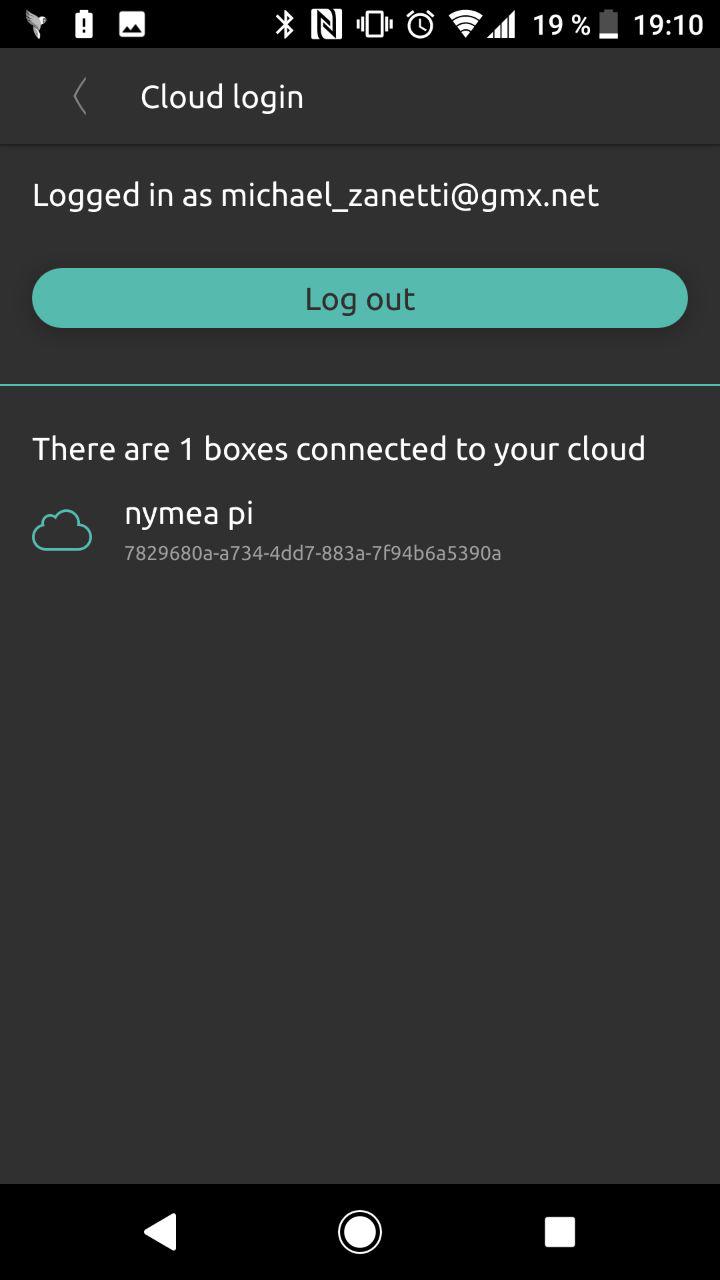 19 % 19:10
Cloud login
Logged in as michael_zanetti@gmx.net
Log out
There are 1 boxes connected to your cloud
nymea pi
7829680a-a734-4dd7-883a-7f94b6a5390a